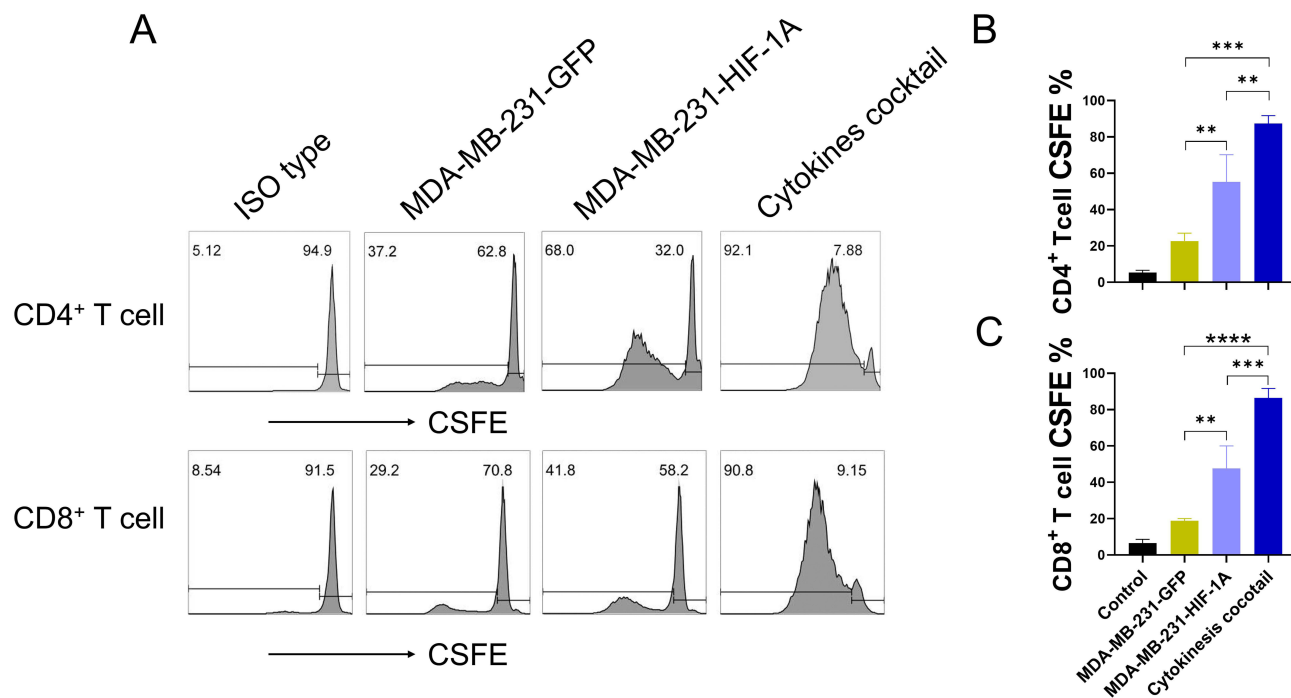 A
ISO type
MDA-MB-231-GFP
MDA-MB-231-HIF-1A
Cytokines cocktail
CD4⁺ T cell
5.12 94.9
37.2 62.8
68.0 32.0
92.1 7.88
CSFE
CD8⁺ T cell
8.54 91.5
29.2 70.8
41.8 58.2
90.8 9.15
CSFE
B
CD4⁺ Tcell CSFE %
100
80
60
40
20
0
***
**
**
C
CD8⁺ T cell CSFE %
100
80
60
40
20
0
****
***
**
Control
MDA-MB-231-GFP
MDA-MB-231-HIF-1A
Cytokinesis cocotail